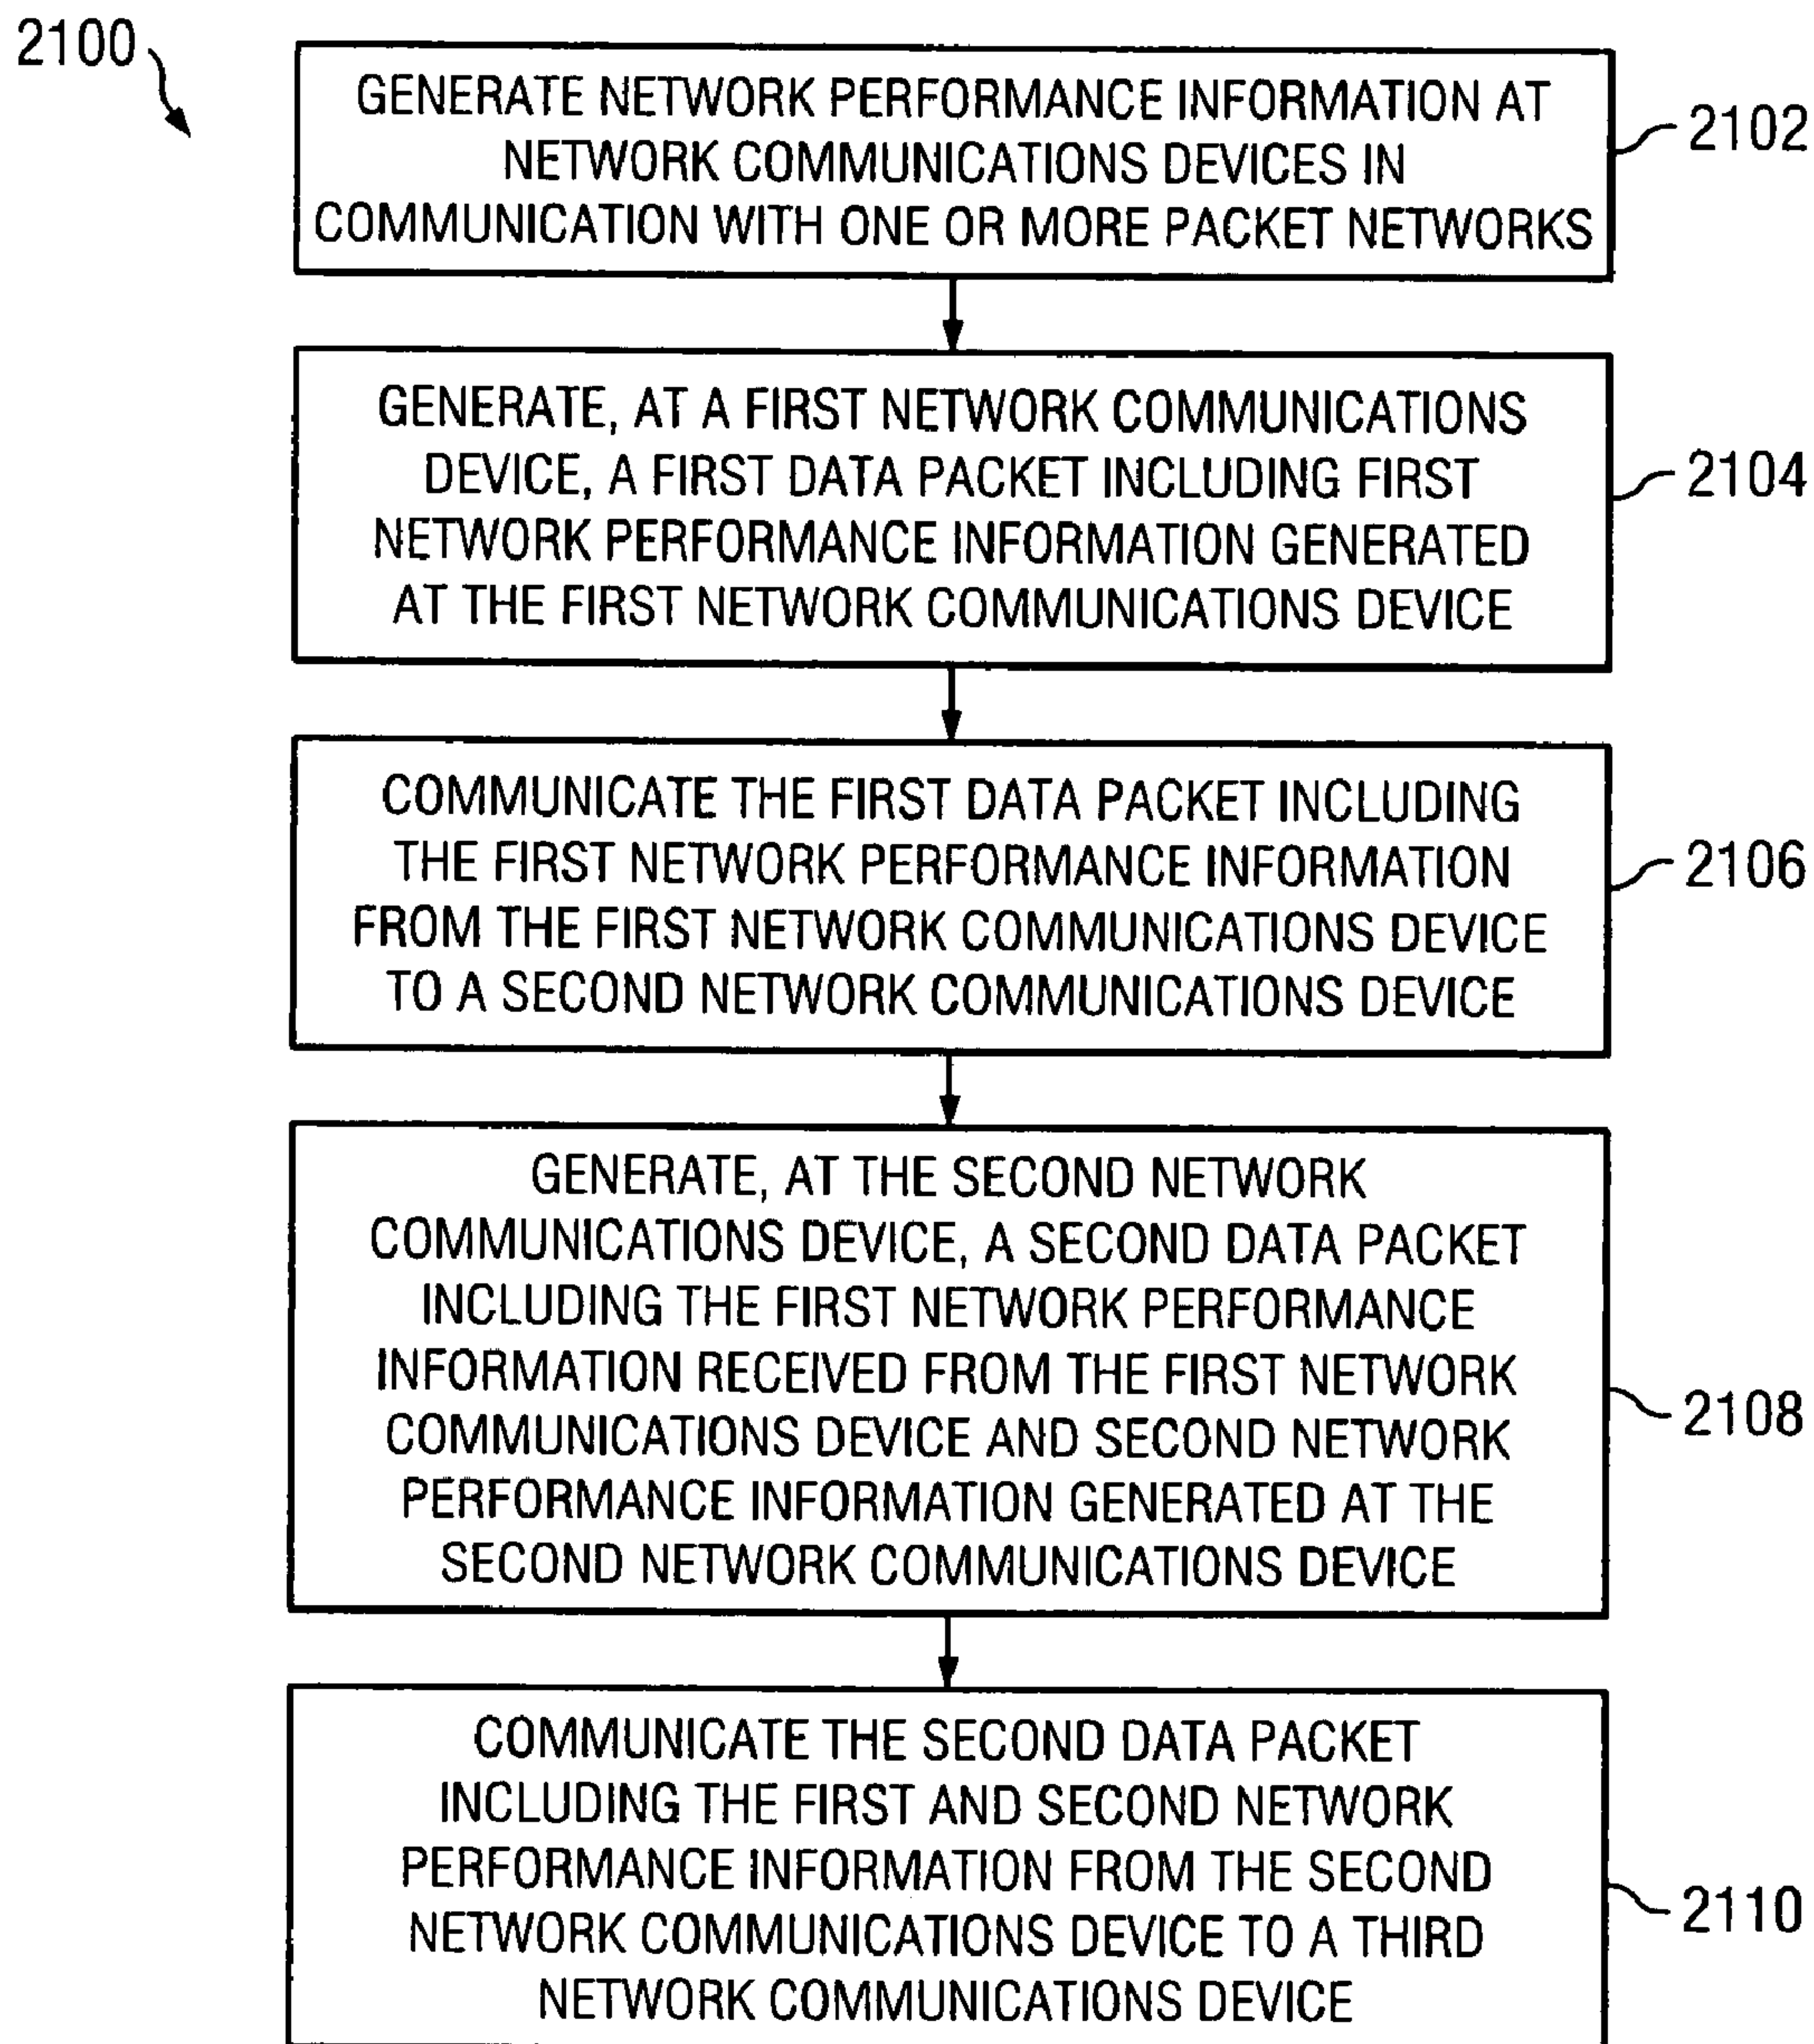 2100
GENERATE NETWORK PERFORMANCE INFORMATION AT
NETWORK COMMUNICATIONS DEVICES IN
COMMUNICATION WITH ONE OR MORE PACKET NETWORKS
2102
GENERATE, AT A FIRST NETWORK COMMUNICATIONS
DEVICE, A FIRST DATA PACKET INCLUDING FIRST
NETWORK PERFORMANCE INFORMATION GENERATED
AT THE FIRST NETWORK COMMUNICATIONS DEVICE
2104
COMMUNICATE THE FIRST DATA PACKET INCLUDING
THE FIRST NETWORK PERFORMANCE INFORMATION
FROM THE FIRST NETWORK COMMUNICATIONS DEVICE
TO A SECOND NETWORK COMMUNICATIONS DEVICE
2106
GENERATE, AT THE SECOND NETWORK
COMMUNICATIONS DEVICE, A SECOND DATA PACKET
INCLUDING THE FIRST NETWORK PERFORMANCE
INFORMATION RECEIVED FROM THE FIRST NETWORK
COMMUNICATIONS DEVICE AND SECOND NETWORK
PERFORMANCE INFORMATION GENERATED AT THE
SECOND NETWORK COMMUNICATIONS DEVICE
2108
COMMUNICATE THE SECOND DATA PACKET
INCLUDING THE FIRST AND SECOND NETWORK
PERFORMANCE INFORMATION FROM THE SECOND
NETWORK COMMUNICATIONS DEVICE TO A THIRD
NETWORK COMMUNICATIONS DEVICE
2110